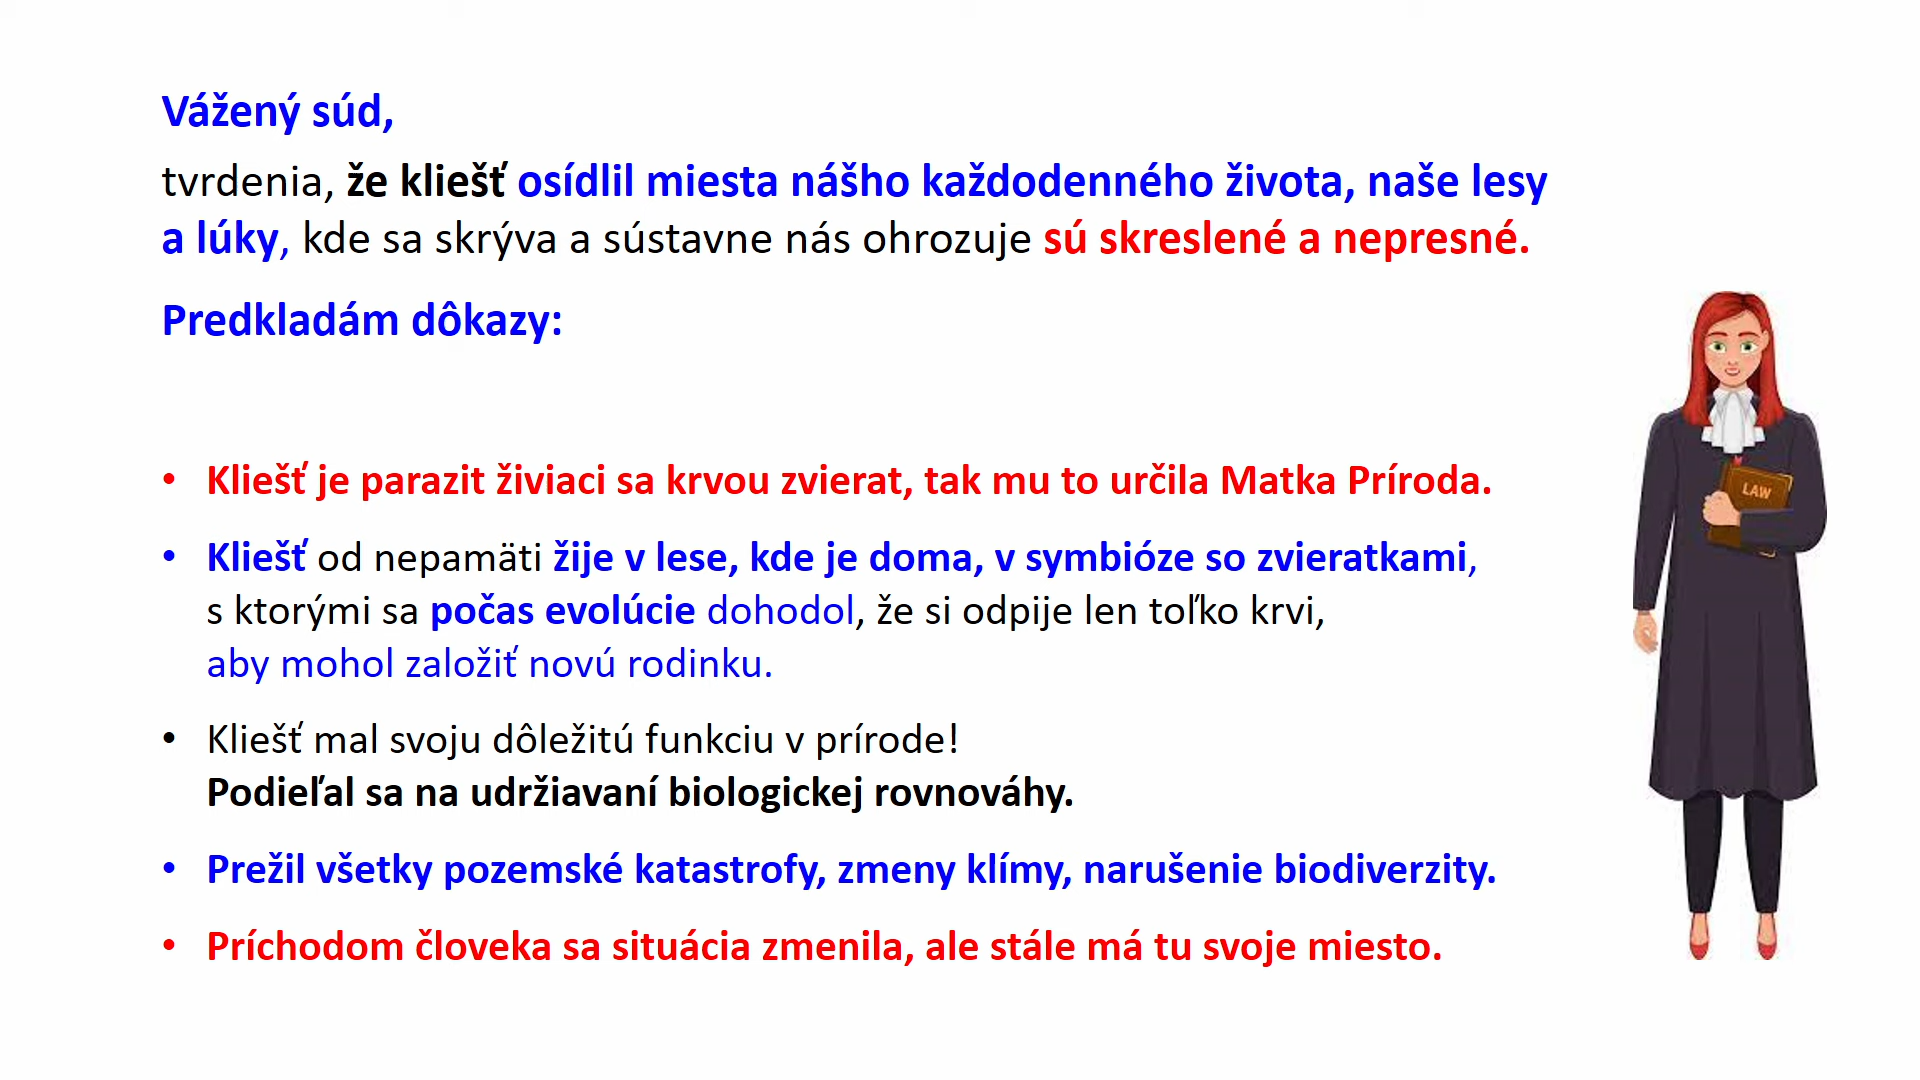 Vážený súd,
tvrdenia, že kliešť osídlil miesta nášho každodenného života, naše lesy
a lúky, kde sa skrýva a sústavne nás ohrozuje sú skreslené a nepresné.
Predkladám dôkazy:
• Kliešť je parazit živiaci sa krvou zvierat, tak mu to určila Matka Príroda.
• Kliešť od nepamäti žije v lese, kde je doma, v symbióze so zvieratkami,
s ktorými sa počas evolúcie dohodol, že si odpije len toľko krvi,
aby mohol založiť novú rodinku.
• Kliešť mal svoju dôležitú funkciu v prírode!
Podieľal sa na udržiavaní biologickej rovnováhy.
• Prežil všetky pozemské katastrofy, zmeny klímy, narušenie biodiverzity.
• Príchodom človeka sa situácia zmenila, ale stále má tu svoje miesto.
LAW